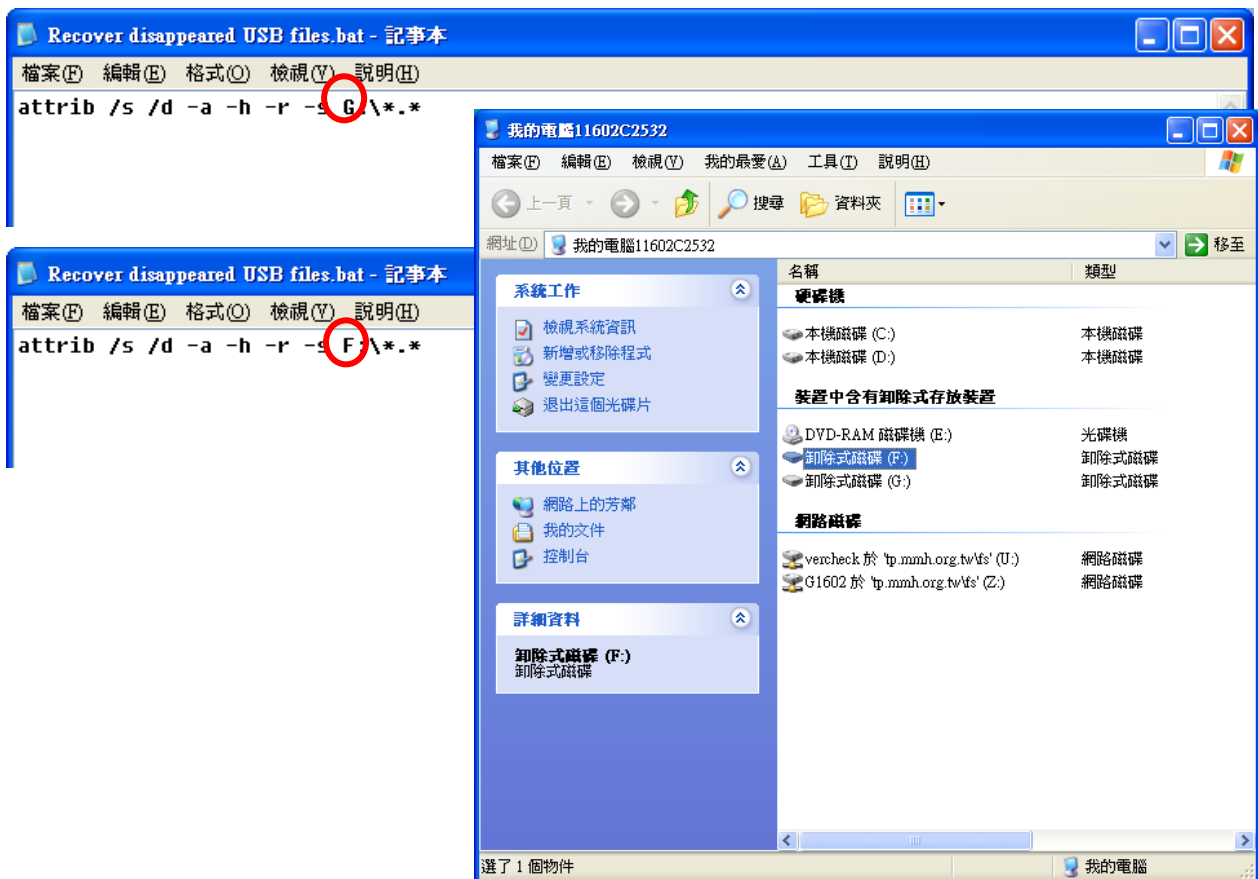 Recover disappeared USB files.bat - 記事本
檔案(F) 編輯(E) 格式(O) 檢視(V) 說明(H)
attrib /s /d -a -h -r -s G:\*.*
Recover disappeared USB files.bat - 記事本
檔案(F) 編輯(E) 格式(O) 檢視(V) 說明(H)
attrib /s /d -a -h -r -s F:\*.*
我的電腦11602C2532
檔案(F) 編輯(E) 檢視(V) 我的最愛(A) 工具(T) 說明(H)
上一頁 搜尋 資料夾
網址(D) 我的電腦11602C2532 移至
系統工作
檢視系統資訊
新增或移除程式
變更設定
退出這個光碟片
其他位置
網路上的芳鄰
我的文件
控制台
詳細資料
卸除式磁碟 (F:)
卸除式磁碟
名稱 類型
硬碟機
本機磁碟 (C:) 本機磁碟
本機磁碟 (D:) 本機磁碟
裝置中含有卸除式存放裝置
DVD-RAM 磁碟機 (E:) 光碟機
卸除式磁碟 (F:) 卸除式磁碟
卸除式磁碟 (G:) 卸除式磁碟
網路磁碟
vercheck 於 'tp.mmh.org.tw\fs' (U:) 網路磁碟
G1602 於 'tp.mmh.org.tw\fs' (Z:) 網路磁碟
選了 1 個物件 我的電腦